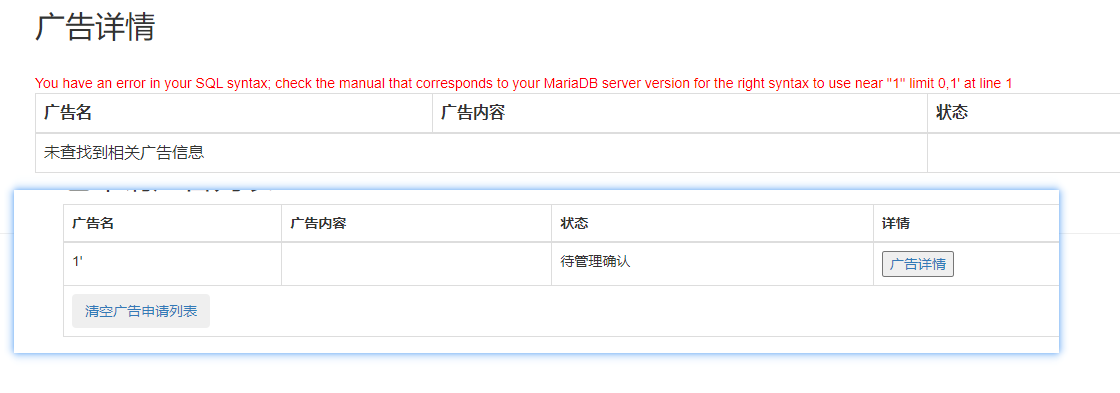 广告详情
You have an error in your SQL syntax; check the manual that corresponds to your MariaDB server version for the right syntax to use near ''1'' limit 0,1' at line 1
广告名 广告内容 状态
未查找到相关广告信息
广告名 广告内容 状态 详情
1' 待管理确认 广告详情
清空广告申请列表